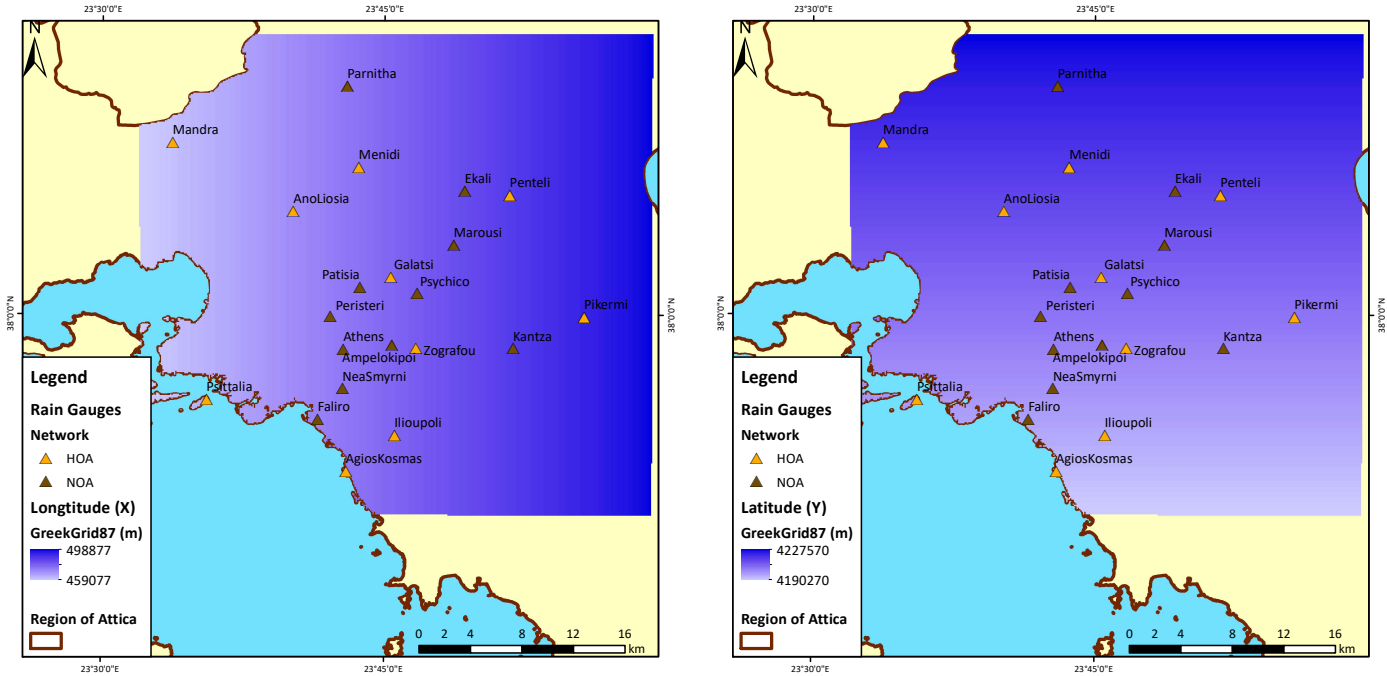 23°30'0"E
23°45'0"E
N
Parnitha
Mandra
Menidi
Ekali
Penteli
AnoLiosia
Marousi
Galatsi
Patisia
Psychico
Peristeri
Pikermi
38°0'0"N
Athens
Kantza
Ampelokipoi
Zografou
NeaSmyrni
Psittalia
Faliro
Ilioupoli
AgiosKosmas
Legend
Rain Gauges
Network
HOA
NOA
Longtitude (X)
GreekGrid87 (m)
498877
459077
Region of Attica
0 2 4 8 12 16
km
23°30'0"E
23°45'0"E
23°30'0"E
23°45'0"E
N
Parnitha
Mandra
Menidi
Ekali
Penteli
AnoLiosia
Marousi
Galatsi
Patisia
Psychico
Peristeri
Pikermi
38°0'0"N
38°0'0"N
Athens
Kantza
Ampelokipoi
Zografou
NeaSmyrni
Psittalia
Faliro
Ilioupoli
AgiosKosmas
Legend
Rain Gauges
Network
HOA
NOA
Latitude (Y)
GreekGrid87 (m)
4227570
4190270
Region of Attica
0 2 4 8 12 16
km
23°30'0"E
23°45'0"E